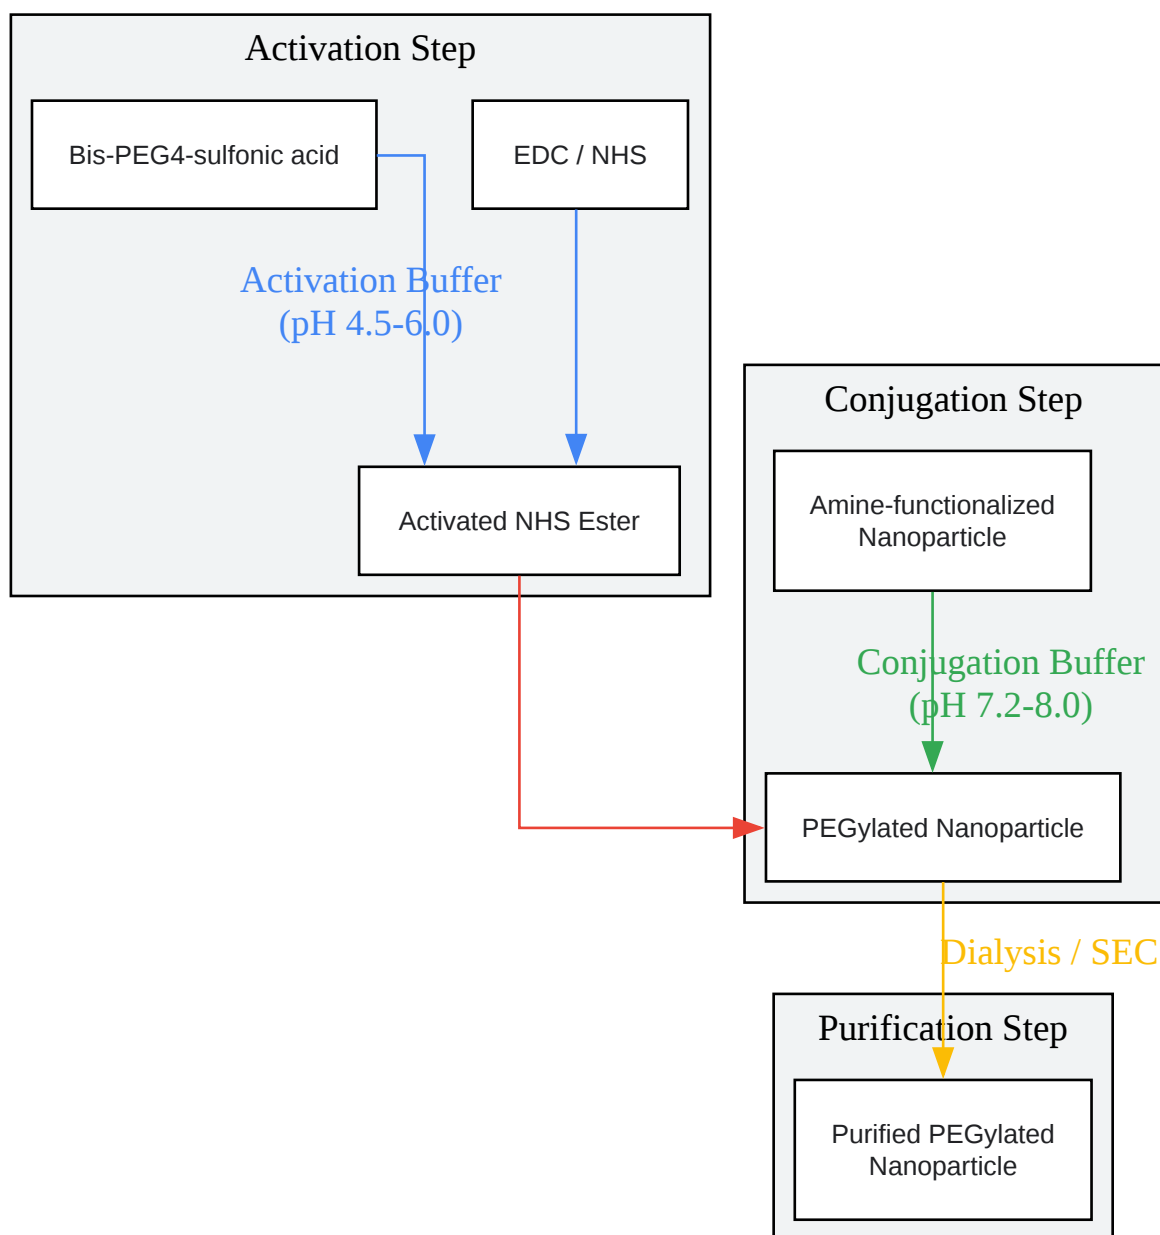 Activation Step
Bis-PEG4-sulfonic acid
EDC / NHS
Activation Buffer
(pH 4.5-6.0)
Activated NHS Ester
Conjugation Step
Amine-functionalized
Nanoparticle
Conjugation Buffer
(pH 7.2-8.0)
PEGylated Nanoparticle
Dialysis / SEC
Purification Step
Purified PEGylated
Nanoparticle